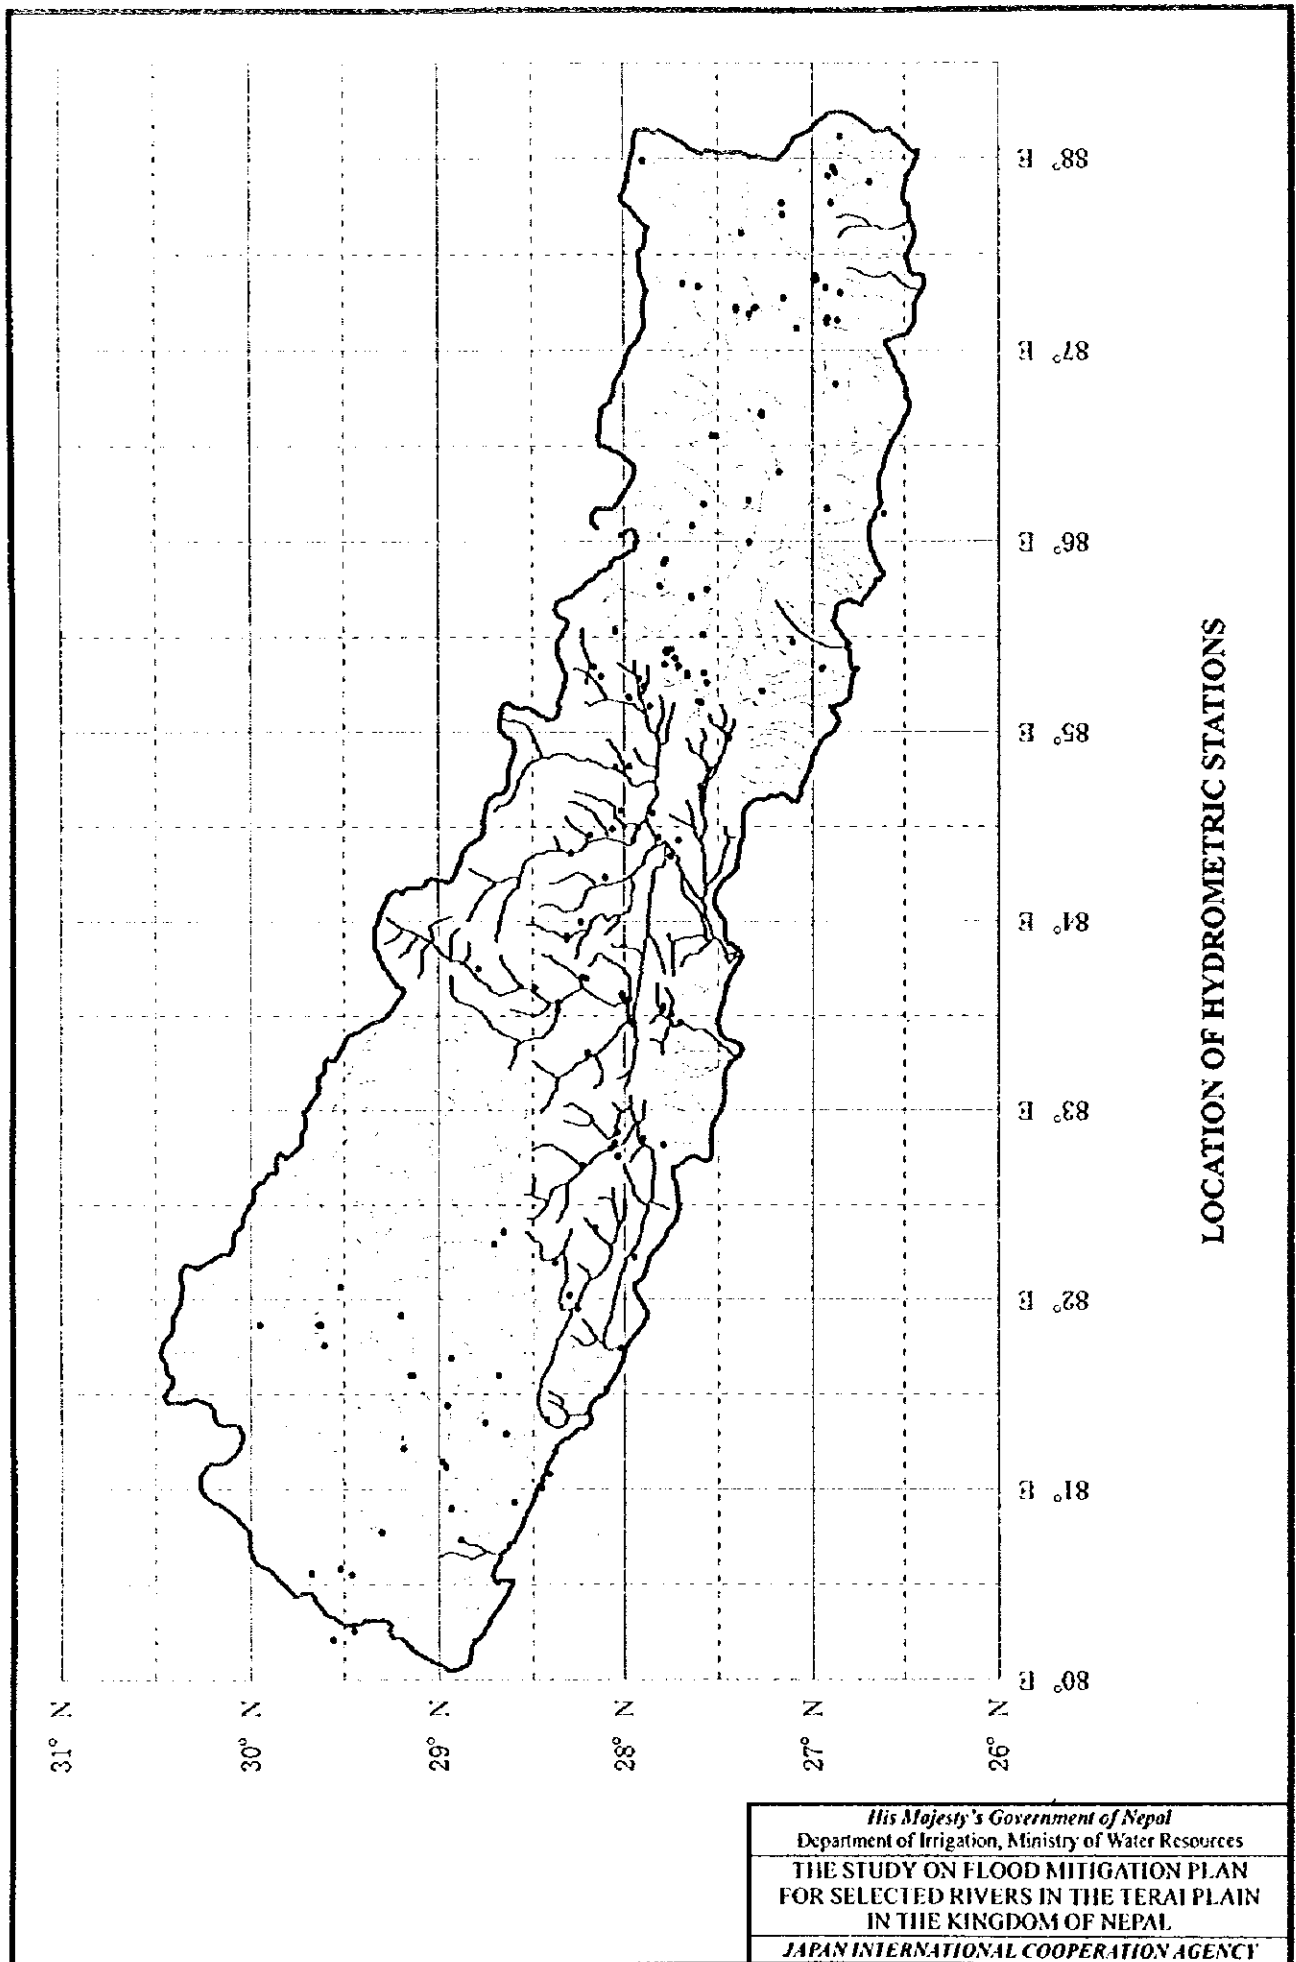 88° E
87° E
86° E
85° E
84° E
83° E
82° E
81° E
80° E
31° N
30° N
29° N
28° N
27° N
26° N
LOCATION OF HYDROMETRIC STATIONS
His Majesty's Government of Nepal
Department of Irrigation, Ministry of Water Resources
THE STUDY ON FLOOD MITIGATION PLAN
FOR SELECTED RIVERS IN THE TERAI PLAIN
IN THE KINGDOM OF NEPAL
JAPAN INTERNATIONAL COOPERATION AGENCY